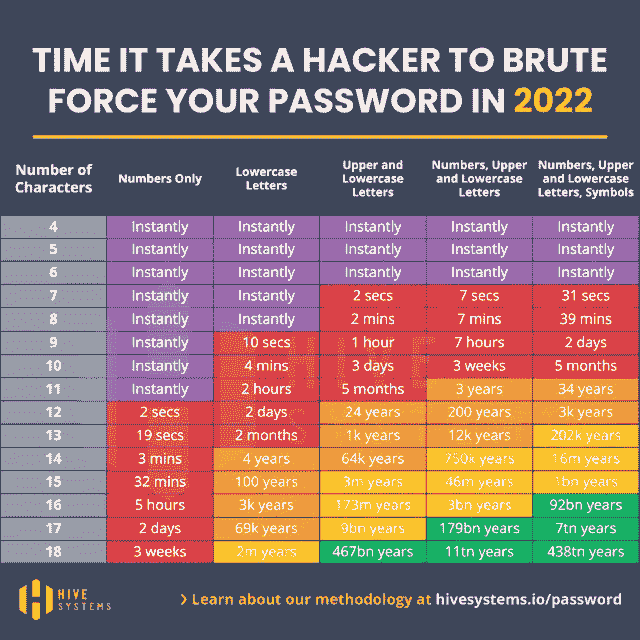 TIME IT TAKES A HACKER TO BRUTE
FORCE YOUR PASSWORD IN 2022
Number of Characters Numbers Only Lowercase Letters Upper and Lowercase Letters Numbers, Upper and Lowercase Letters Numbers, Upper and Lowercase Letters, Symbols
4 Instantly Instantly Instantly Instantly Instantly
5 Instantly Instantly Instantly Instantly Instantly
6 Instantly Instantly Instantly Instantly Instantly
7 Instantly Instantly 2 secs 7 secs 31 secs
8 Instantly Instantly 2 mins 7 mins 39 mins
9 Instantly 10 secs 1 hour 7 hours 2 days
10 Instantly 4 mins 3 days 3 weeks 5 months
11 Instantly 2 hours 5 months 3 years 34 years
12 2 secs 2 days 24 years 200 years 3k years
13 19 secs 2 months 1k years 12k years 202k years
14 3 mins 4 years 64k years 750k years 16m years
15 32 mins 100 years 3m years 46m years 1bn years
16 5 hours 3k years 173m years 3bn years 92bn years
17 2 days 69k years 9bn years 179bn years 7tn years
18 3 weeks 2m years 467bn years 11tn years 438tn years
HIVE
SYSTEMS
Learn about our methodology at hivesystems.io/password